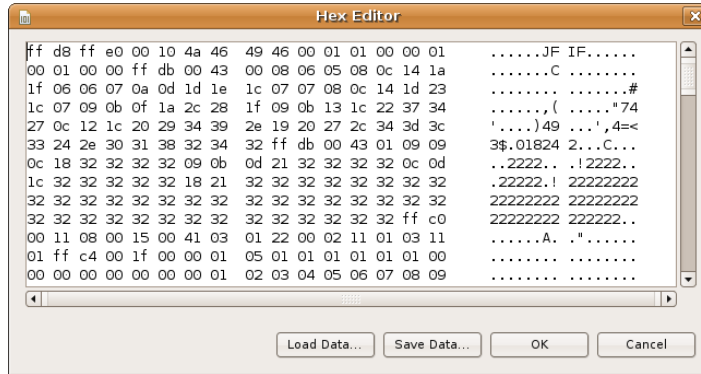 Hex Editor
ff d8 ff e0 00 10 4a 46 49 46 00 01 01 00 00 01 ......JF IF......
00 01 00 00 ff db 00 43 00 08 06 05 08 0c 14 1a .......C ........
1f 06 06 07 0a 0d 1d 1e 1c 07 07 08 0c 14 1d 23 ........ .......#
1c 07 09 0b 0f 1a 2c 28 1f 09 0b 13 1c 22 37 34 ......,( ....."74
27 0c 12 1c 20 29 34 39 2e 19 20 27 2c 34 3d 3c '....)49 ...',4=<
33 24 2e 30 31 38 32 34 32 ff db 00 43 01 09 09 3$.01824 2...C...
0c 18 32 32 32 32 09 0b 0d 21 32 32 32 32 0c 0d ..2222.. .!2222..
1c 32 32 32 32 32 18 21 32 32 32 32 32 32 32 32 .22222.! 22222222
32 32 32 32 32 32 32 32 32 32 32 32 32 32 32 32 22222222 22222222
32 32 32 32 32 32 32 32 32 32 32 32 32 32 ff c0 22222222 222222..
00 11 08 00 15 00 41 03 01 22 00 02 11 01 03 11 ......A. ."......
01 ff c4 00 1f 00 00 01 05 01 01 01 01 01 01 00 ........ ........
00 00 00 00 00 00 00 01 02 03 04 05 06 07 08 09 ........ ........
Load Data... Save Data... OK Cancel